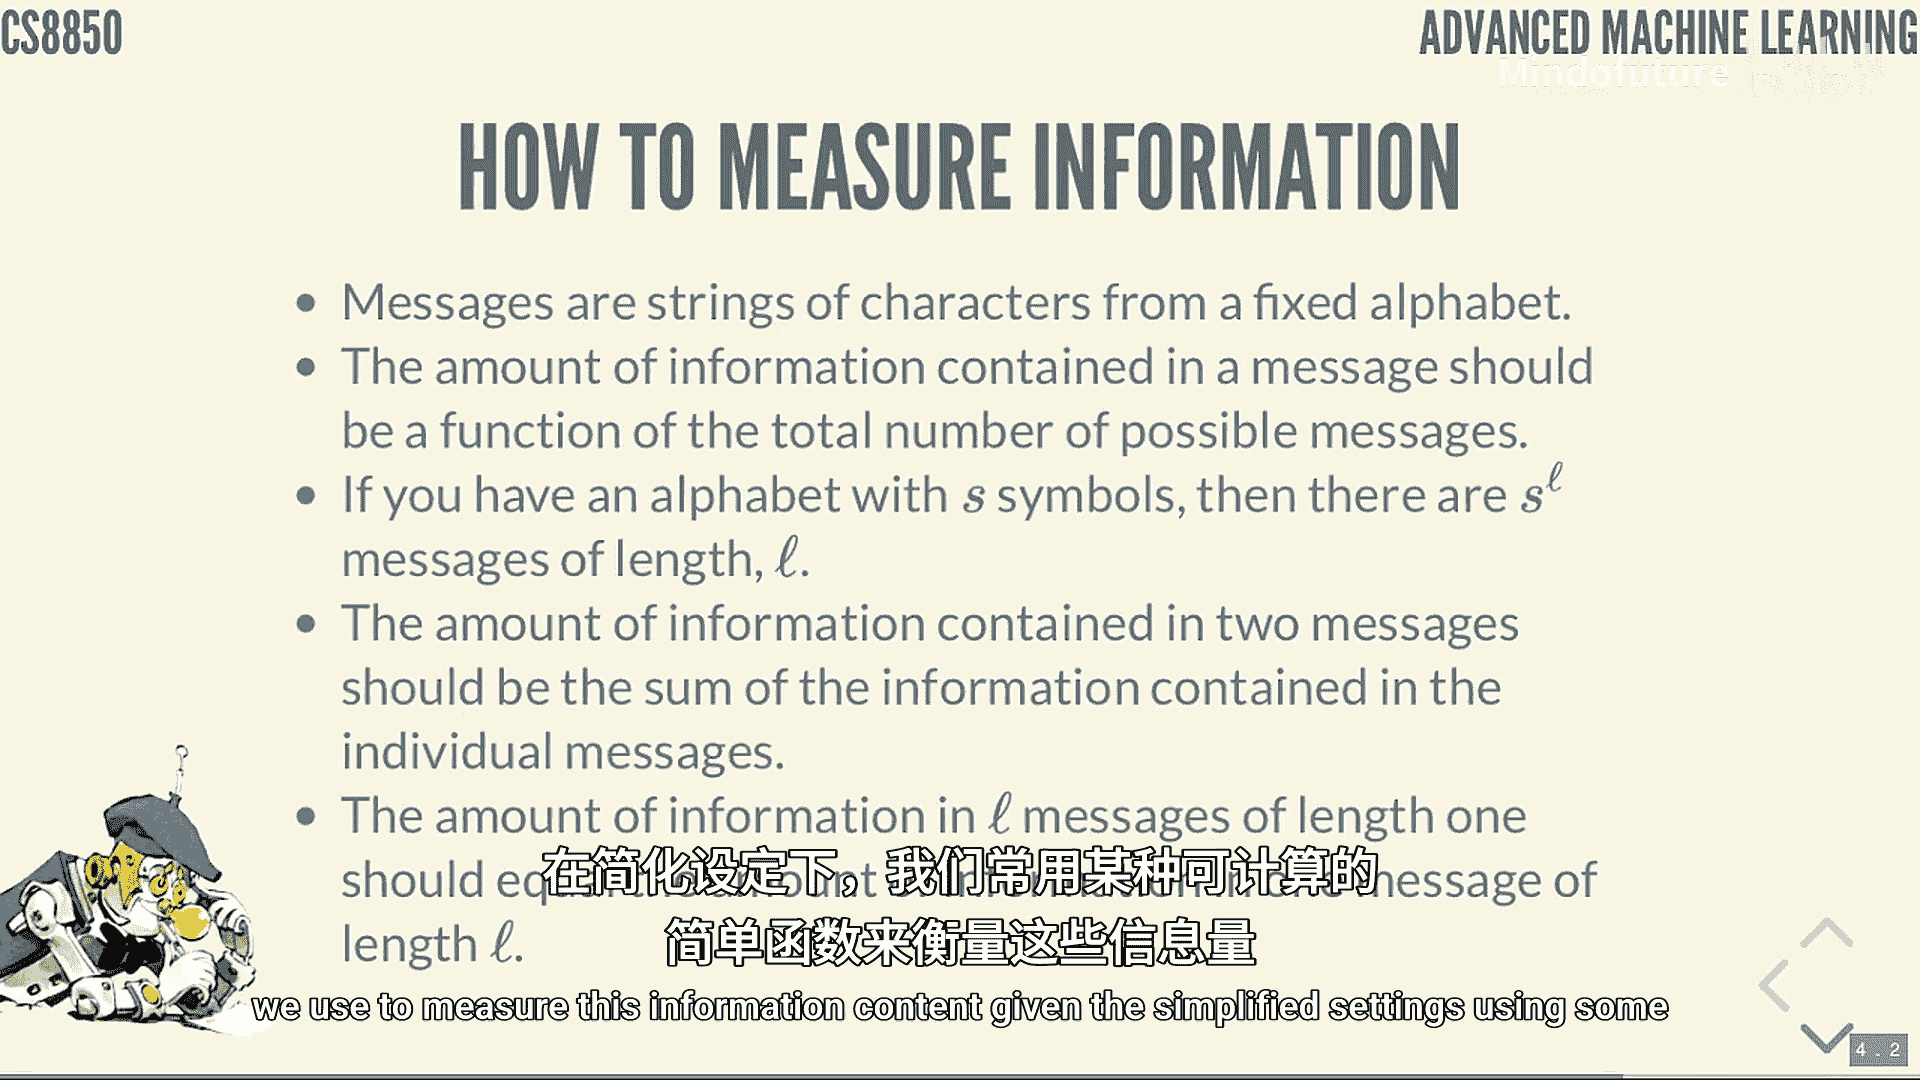 CS8850
ADVANCED MACHINE LEARNING
Mindofuture
HOW TO MEASURE INFORMATION
• Messages are strings of characters from a fixed alphabet.
• The amount of information contained in a message should
be a function of the total number of possible messages.
• If you have an alphabet with s symbols, then there are s^ℓ
messages of length, ℓ.
• The amount of information contained in two messages
should be the sum of the information contained in the
individual messages.
• The amount of information in ℓ messages of length one
should message of
length ℓ.
在简化设定下，我们常用某种可计算的
简单函数来衡量这些信息量
we use to measure this information content given the simplified settings using some
4 . 2